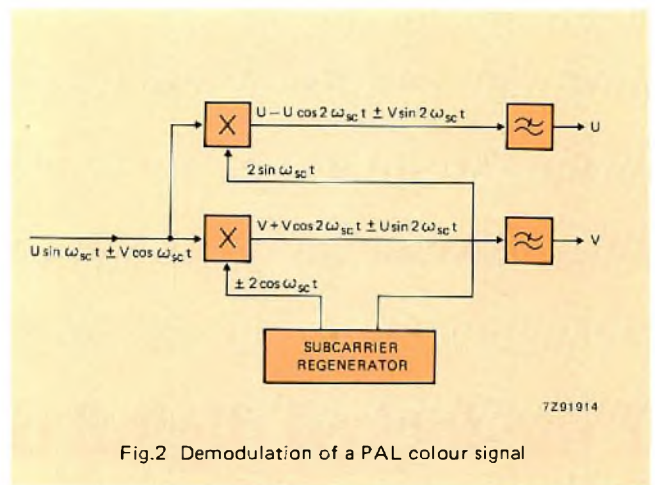 U – U cos 2 ω_sc t ± V sin 2 ω_sc t
U
2 sin ω_sc t
V + V cos 2 ω_sc t ± U sin 2 ω_sc t
V
U sin ω_sc t ± V cos ω_sc t
± 2 cos ω_sc t
SUBCARRIER
REGENERATOR
7Z91914
Fig.2 Demodulation of a PAL colour signal